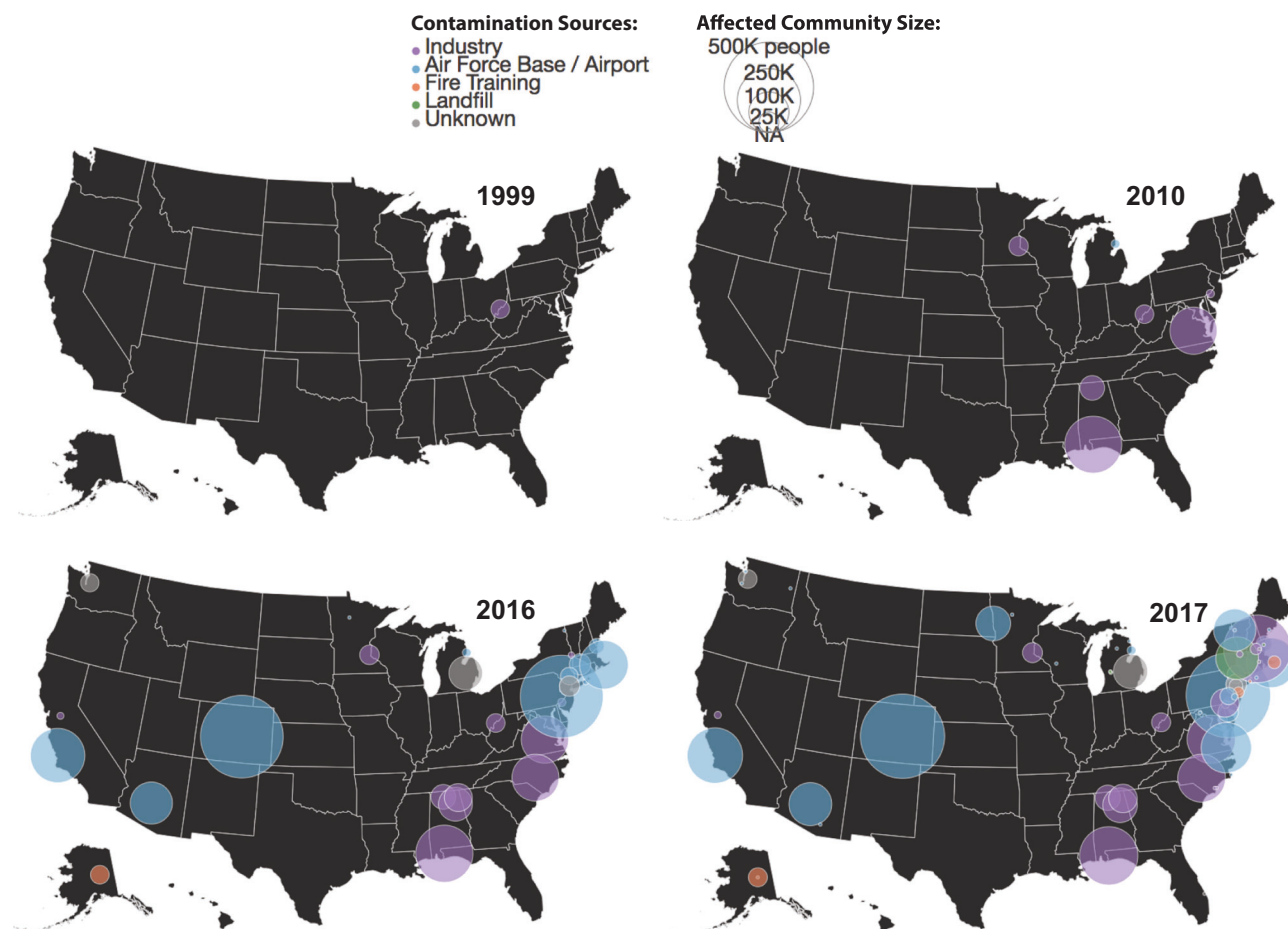 Contamination Sources:
Industry
Air Force Base / Airport
Fire Training
Landfill
Unknown
Affected Community Size:
500K people
250K
100K
25K
NA
1999
2010
2016
2017